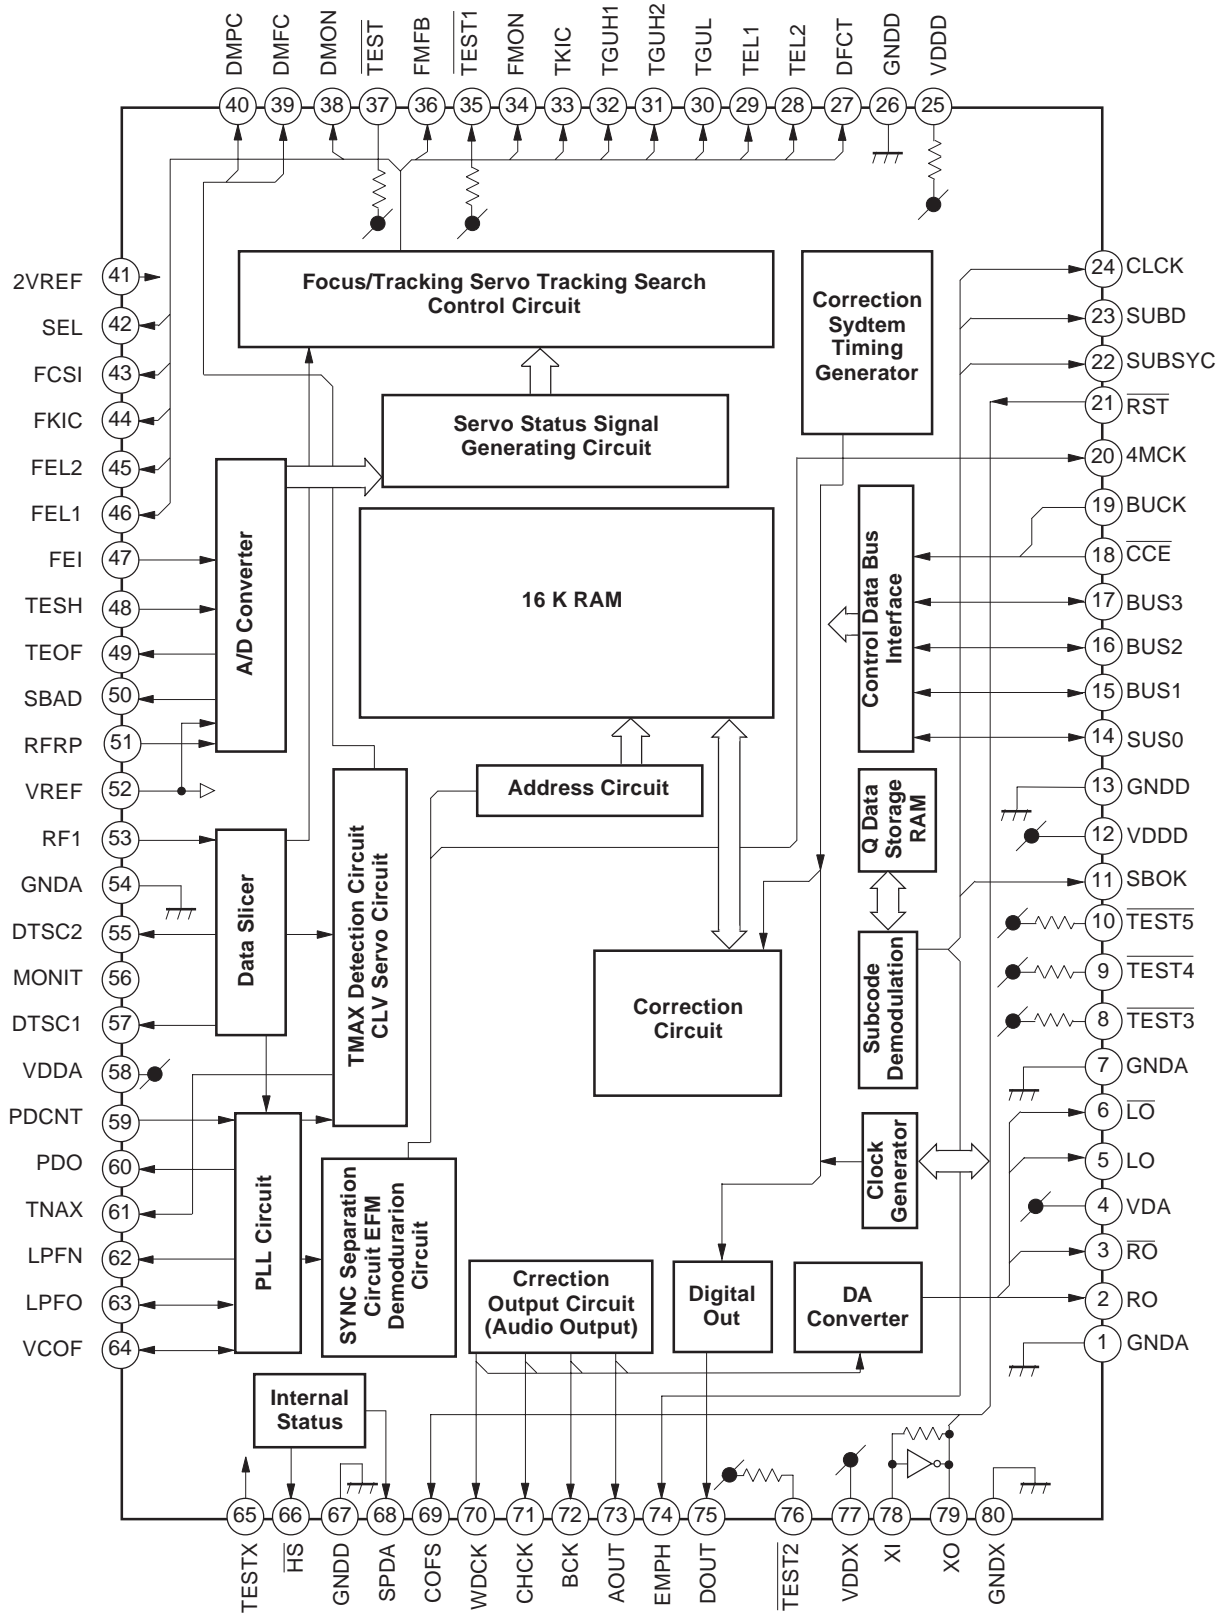 DMPC DMFC DMON TEST FMFB TEST1 FMON TKIC TGUH1 TGUH2 TGUL TEL1 TEL2 DFCT GNDD VDDD
40 39 38 37 36 35 34 33 32 31 30 29 28 27 26 25
2VREF 41
SEL 42
FCSI 43
FKIC 44
FEL2 45
FEL1 46
FEI 47
TESH 48
TEOF 49
SBAD 50
RFRP 51
VREF 52
RF1 53
GNDA 54
DTSC2 55
MONIT 56
DTSC1 57
VDDA 58
PDCNT 59
PDO 60
TNAX 61
LPFN 62
LPFO 63
VCOF 64
Focus/Tracking Servo Tracking Search
Control Circuit
Correction
Sydtem
Timing
Generator
Servo Status Signal
Generating Circuit
A/D Converter
16 K RAM
Control Data Bus
Interface
Address Circuit
Q Data
Storage
RAM
Data Slicer
TMAX Detection Circuit
CLV Servo Circuit
Correction
Circuit
Subcode
Demodulation
Clock
Generator
PLL Circuit
SYNC Separation
Circuit EFM
Demodurarion
Circuit
Crrection
Output Circuit
(Audio Output)
Digital
Out
DA
Converter
Internal
Status
24 CLCK
23 SUBD
22 SUBSYC
21 RST
20 4MCK
19 BUCK
18 CCE
17 BUS3
16 BUS2
15 BUS1
14 SUS0
13 GNDD
12 VDDD
11 SBOK
10 TEST5
9 TEST4
8 TEST3
7 GNDA
6 LO
5 LO
4 VDA
3 RO
2 RO
1 GNDA
65 66 67 68 69 70 71 72 73 74 75 76 77 78 79 80
TESTX HS GNDD SPDA COFS WDCK CHCK BCK AOUT EMPH DOUT TEST2 VDDX XI XO GNDX